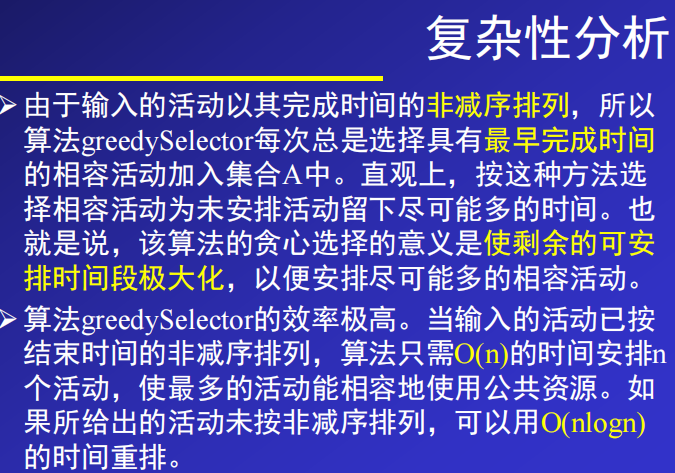 复杂性分析
由于输入的活动以其完成时间的非减序排列，所以
算法greedySelector每次总是选择具有最早完成时间
的相容活动加入集合A中。直观上，按这种方法选
择相容活动为未安排活动留下尽可能多的时间。也
就是说，该算法的贪心选择的意义是使剩余的可安
排时间段极大化，以便安排尽可能多的相容活动。
算法greedySelector的效率极高。当输入的活动已按
结束时间的非减序排列，算法只需O(n)的时间安排n
个活动，使最多的活动能相容地使用公共资源。如
果所给出的活动未按非减序排列，可以用O(nlogn)
的时间重排。